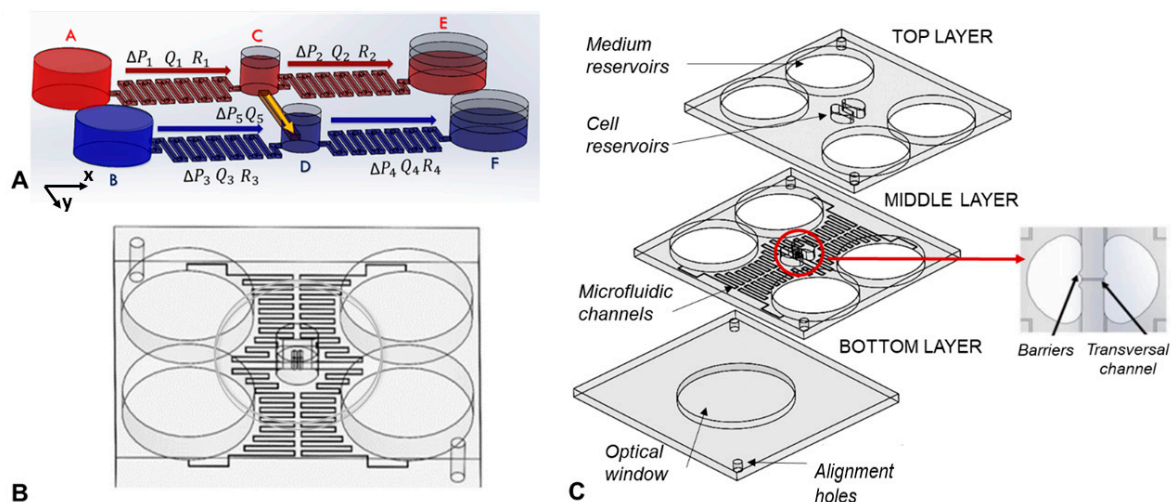 A
C
E
ΔP₁ Q₁ R₁
ΔP₂ Q₂ R₂
ΔP₅ Q₅
B
D
F
ΔP₃ Q₃ R₃
ΔP₄ Q₄ R₄
A
x
y
B
Medium
reservoirs
TOP LAYER
Cell
reservoirs
MIDDLE LAYER
Microfluidic
channels
BOTTOM LAYER
Barriers
Transversal
channel
Optical
window
Alignment
holes
C